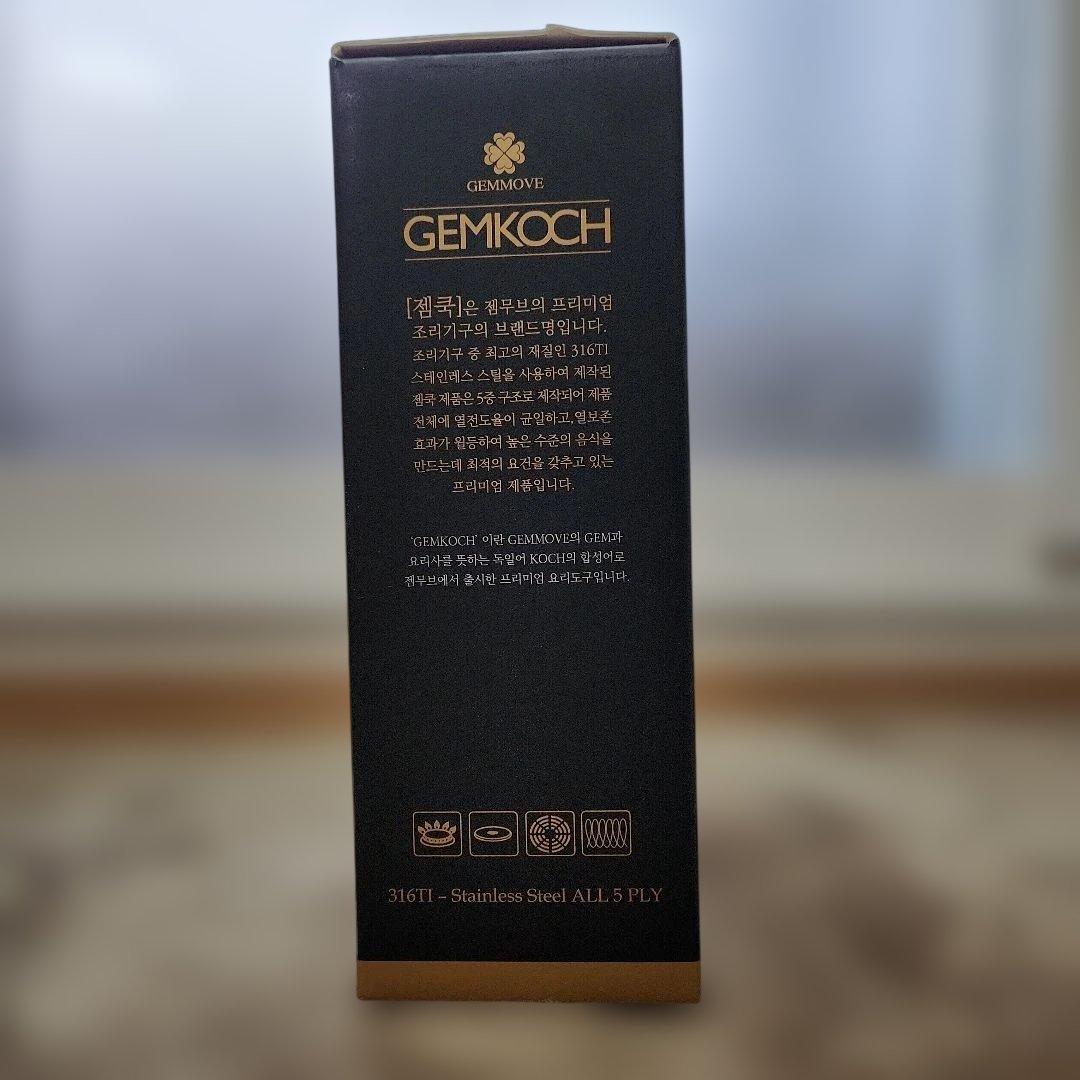 GEMMOVE
GEMKOCH
[젬쿡]은 젬무브의 프리미엄
조리기구의 브랜드명입니다.
조리기구 중 최고의 재질인 316TI
스테인레스 스틸을 사용하여 제작된
젬쿡 제품은 5중 구조로 제작되어 제품
전체에 열전도율이 균일하고,열보존
효과가 월등하여 높은 수준의 음식을
만드는데 최적의 요건을 갖추고 있는
프리미엄 제품입니다.
'GEMKOCH' 이란 GEMMOVE의 GEM과
요리사를 뜻하는 독일어 KOCH의 합성어로
젬무브에서 출시한 프리미엄 요리도구입니다.
316TI – Stainless Steel ALL 5 PLY